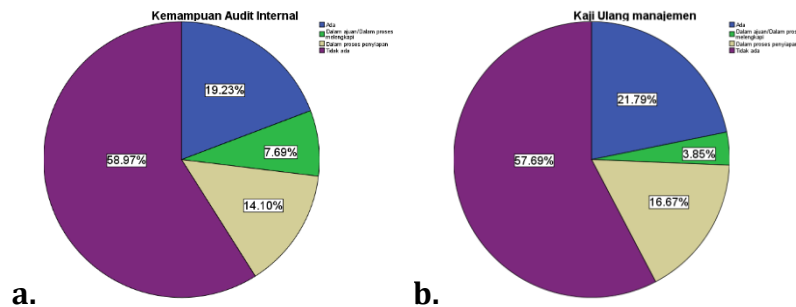 Kemampuan Audit Internal
Ada
Dalam ajuan/Dalam proses
melengkapi
Dalam proses penyiapan
Tidak ada
19.23%
7.69%
14.10%
58.97%
a.
Kaji Ulang manajemen
Ada
Dalam ajuan/Dalam proses
melengkapi
Dalam proses penyiapan
Tidak ada
21.79%
3.85%
16.67%
57.69%
b.